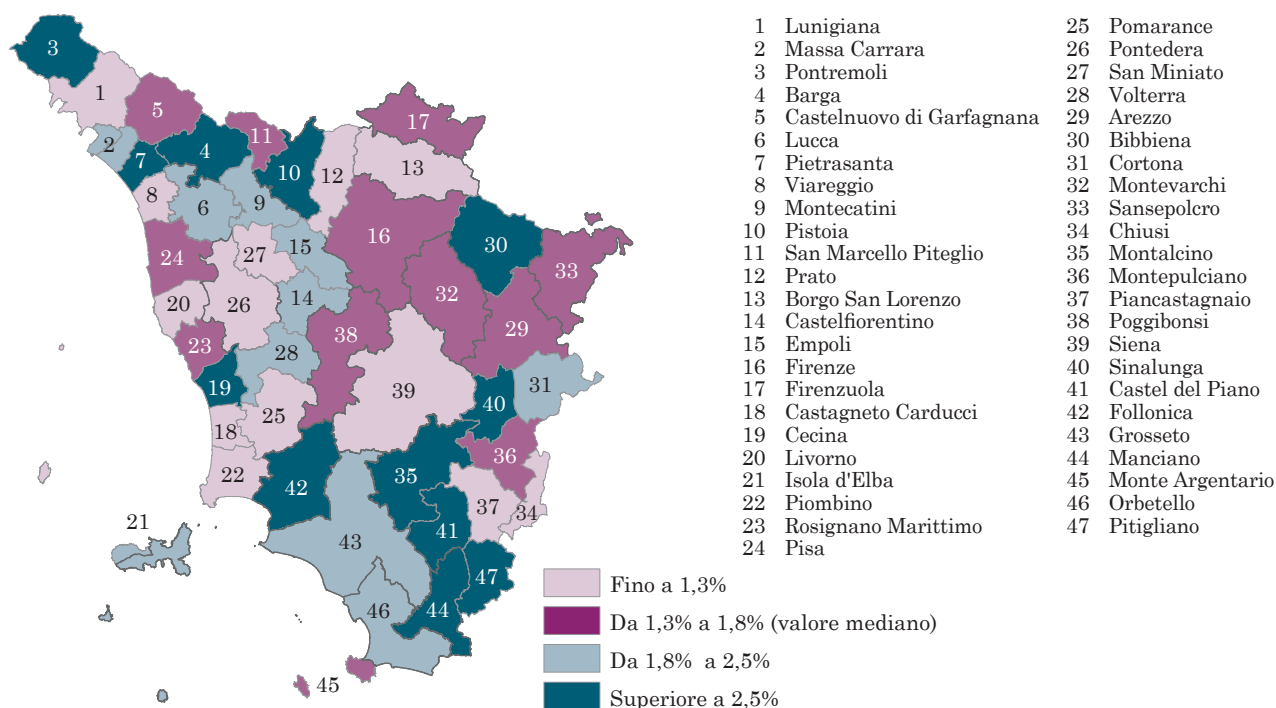 3
1
5
2
7
4
11
10
12
17
13
8
6
9
24
27
15
16
30
33
20
26
14
32
29
23
28
38
19
25
39
40
31
18
22
42
35
36
37
34
21
43
41
47
46
44
45
1 Lunigiana
2 Massa Carrara
3 Pontremoli
4 Barga
5 Castelnuovo di Garfagnana
6 Lucca
7 Pietrasanta
8 Viareggio
9 Montecatini
10 Pistoia
11 San Marcello Piteglio
12 Prato
13 Borgo San Lorenzo
14 Castelfiorentino
15 Empoli
16 Firenze
17 Firenzuola
18 Castagneto Carducci
19 Cecina
20 Livorno
21 Isola d'Elba
22 Piombino
23 Rosignano Marittimo
24 Pisa
25 Pomarance
26 Pontedera
27 San Miniato
28 Volterra
29 Arezzo
30 Bibbiena
31 Cortona
32 Montevarchi
33 Sansepolcro
34 Chiusi
35 Montalcino
36 Montepulciano
37 Piancastagnaio
38 Poggibonsi
39 Siena
40 Sinalunga
41 Castel del Piano
42 Follonica
43 Grosseto
44 Manciano
45 Monte Argentario
46 Orbetello
47 Pitigliano
Fino a 1,3%
Da 1,3% a 1,8% (valore mediano)
Da 1,8% a 2,5%
Superiore a 2,5%